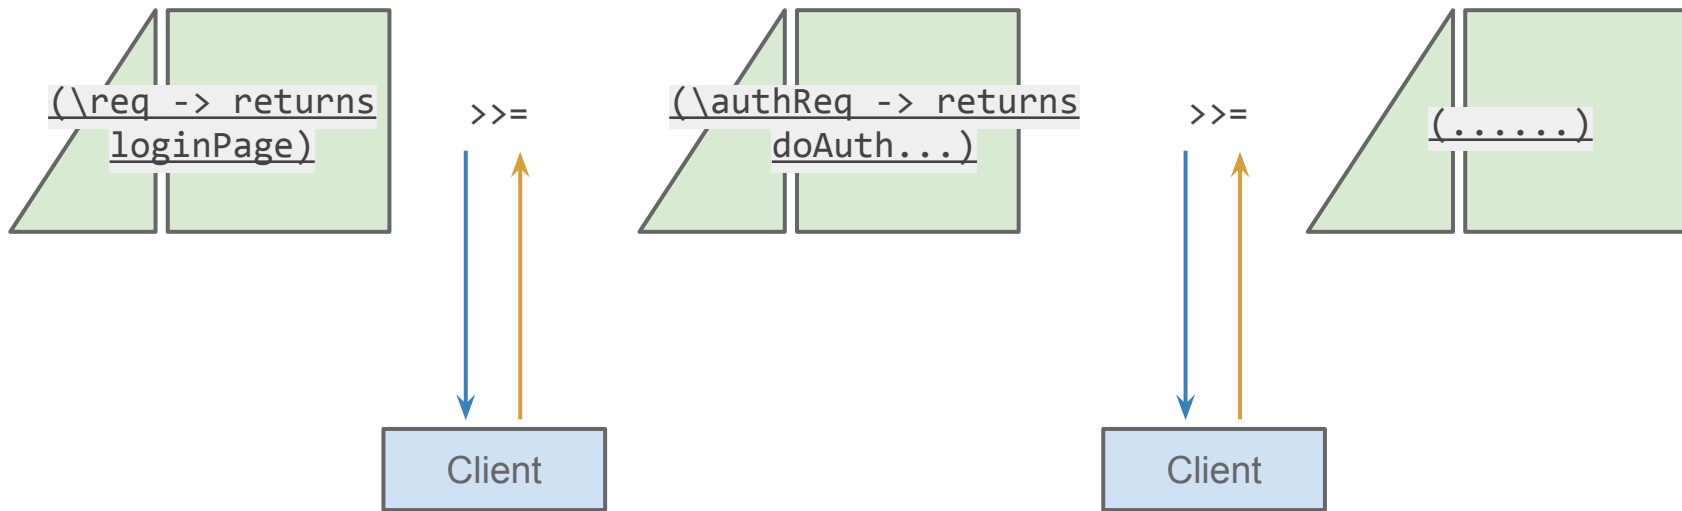 (\req -> returns
loginPage)
>>=
(\authReq -> returns
doAuth...)
>>=
(......)
Client
Client